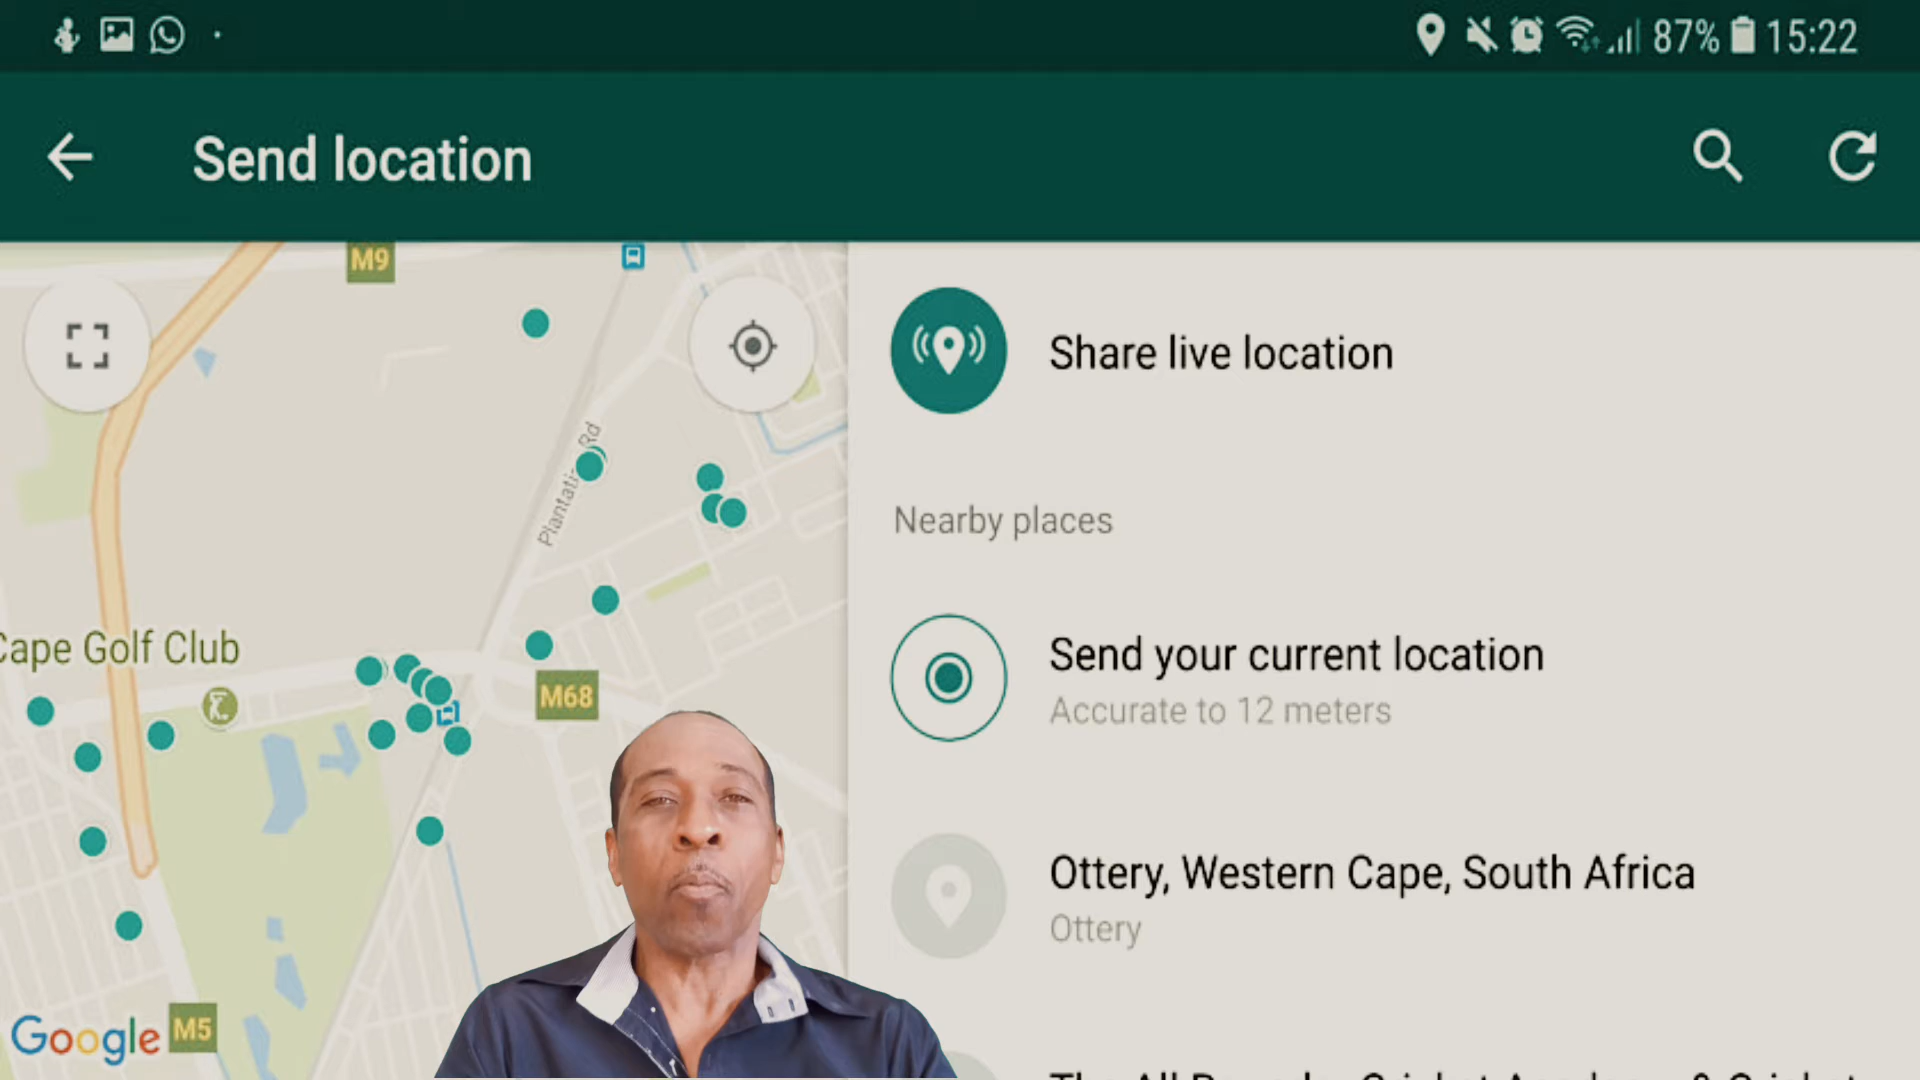 87% 15:22
Send location
M9
Share live location
Plantati Rd
Nearby places
Cape Golf Club
Send your current location
M68
Accurate to 12 meters
Ottery, Western Cape, South Africa
Ottery
Google M5